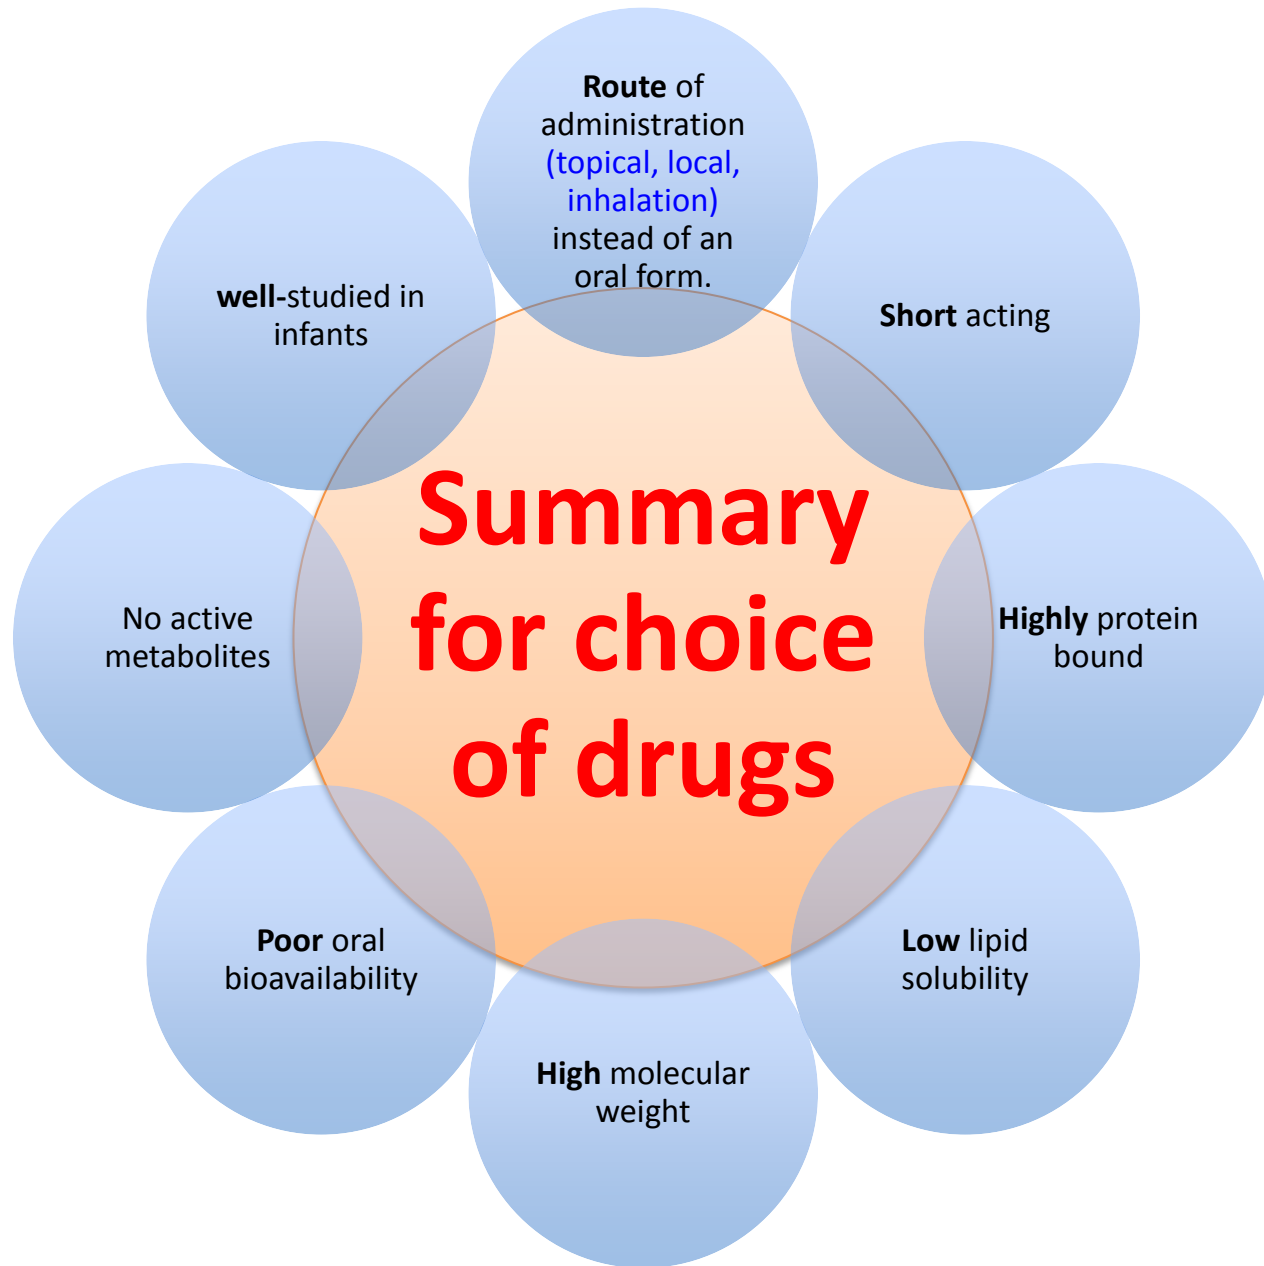 Route of
administration
(topical, local,
inhalation)
instead of an
oral form.
Short acting
Highly protein
bound
Low lipid
solubility
High molecular
weight
Poor oral
bioavailability
No active
metabolites
well-studied in
infants
Summary
for choice
of drugs